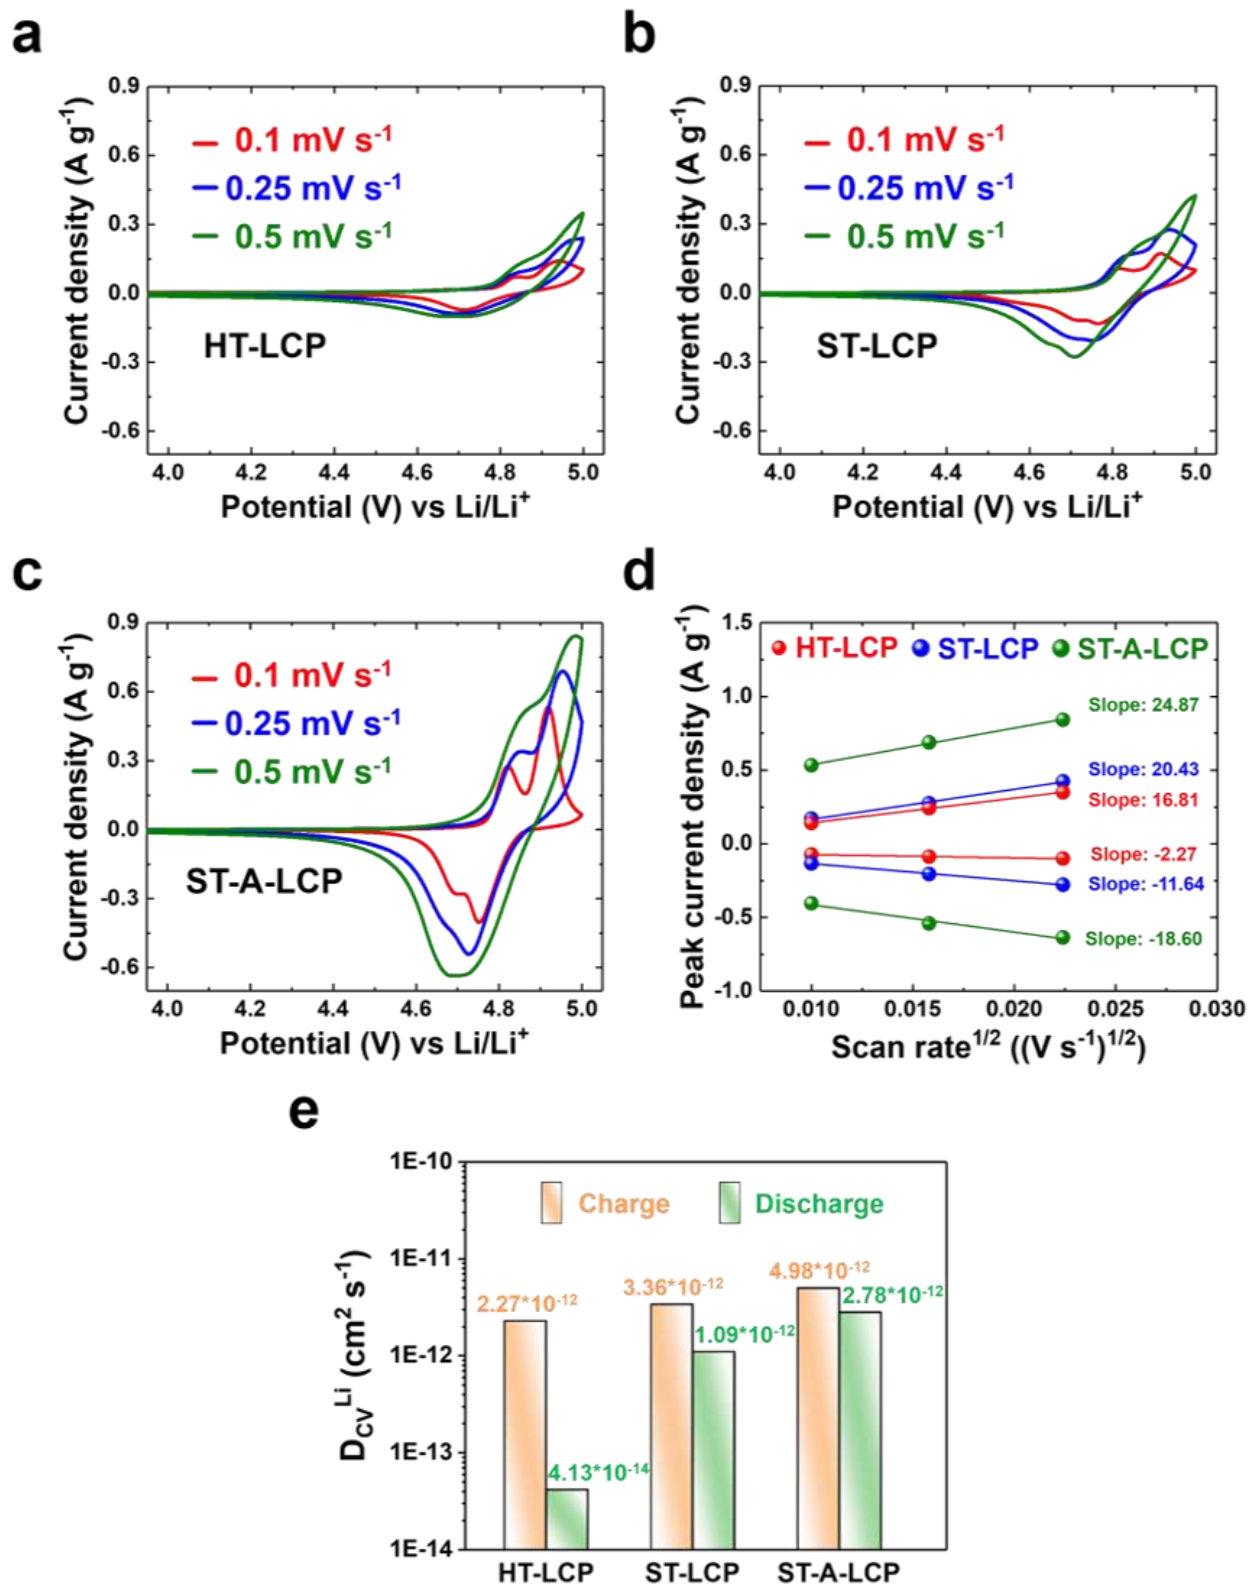 a
0.9
0.6
0.3
0.0
-0.3
-0.6
Current density (A g⁻¹)
0.1 mV s⁻¹
0.25 mV s⁻¹
0.5 mV s⁻¹
HT-LCP
4.0 4.2 4.4 4.6 4.8 5.0
Potential (V) vs Li/Li⁺
b
0.9
0.6
0.3
0.0
-0.3
-0.6
Current density (A g⁻¹)
0.1 mV s⁻¹
0.25 mV s⁻¹
0.5 mV s⁻¹
ST-LCP
4.0 4.2 4.4 4.6 4.8 5.0
Potential (V) vs Li/Li⁺
c
0.9
0.6
0.3
0.0
-0.3
-0.6
Current density (A g⁻¹)
0.1 mV s⁻¹
0.25 mV s⁻¹
0.5 mV s⁻¹
ST-A-LCP
4.0 4.2 4.4 4.6 4.8 5.0
Potential (V) vs Li/Li⁺
d
1.5
1.0
0.5
0.0
-0.5
-1.0
Peak current density (A g⁻¹)
HT-LCP ST-LCP ST-A-LCP
Slope: 24.87
Slope: 20.43
Slope: 16.81
Slope: -2.27
Slope: -11.64
Slope: -18.60
0.010 0.015 0.020 0.025 0.030
Scan rate¹ᐟ² ((V s⁻¹)¹ᐟ²)
e
1E-10
1E-11
1E-12
1E-13
1E-14
D_CV^Li (cm² s⁻¹)
Charge Discharge
2.27*10⁻¹²
4.13*10⁻¹⁴
3.36*10⁻¹²
1.09*10⁻¹²
4.98*10⁻¹²
2.78*10⁻¹²
HT-LCP ST-LCP ST-A-LCP